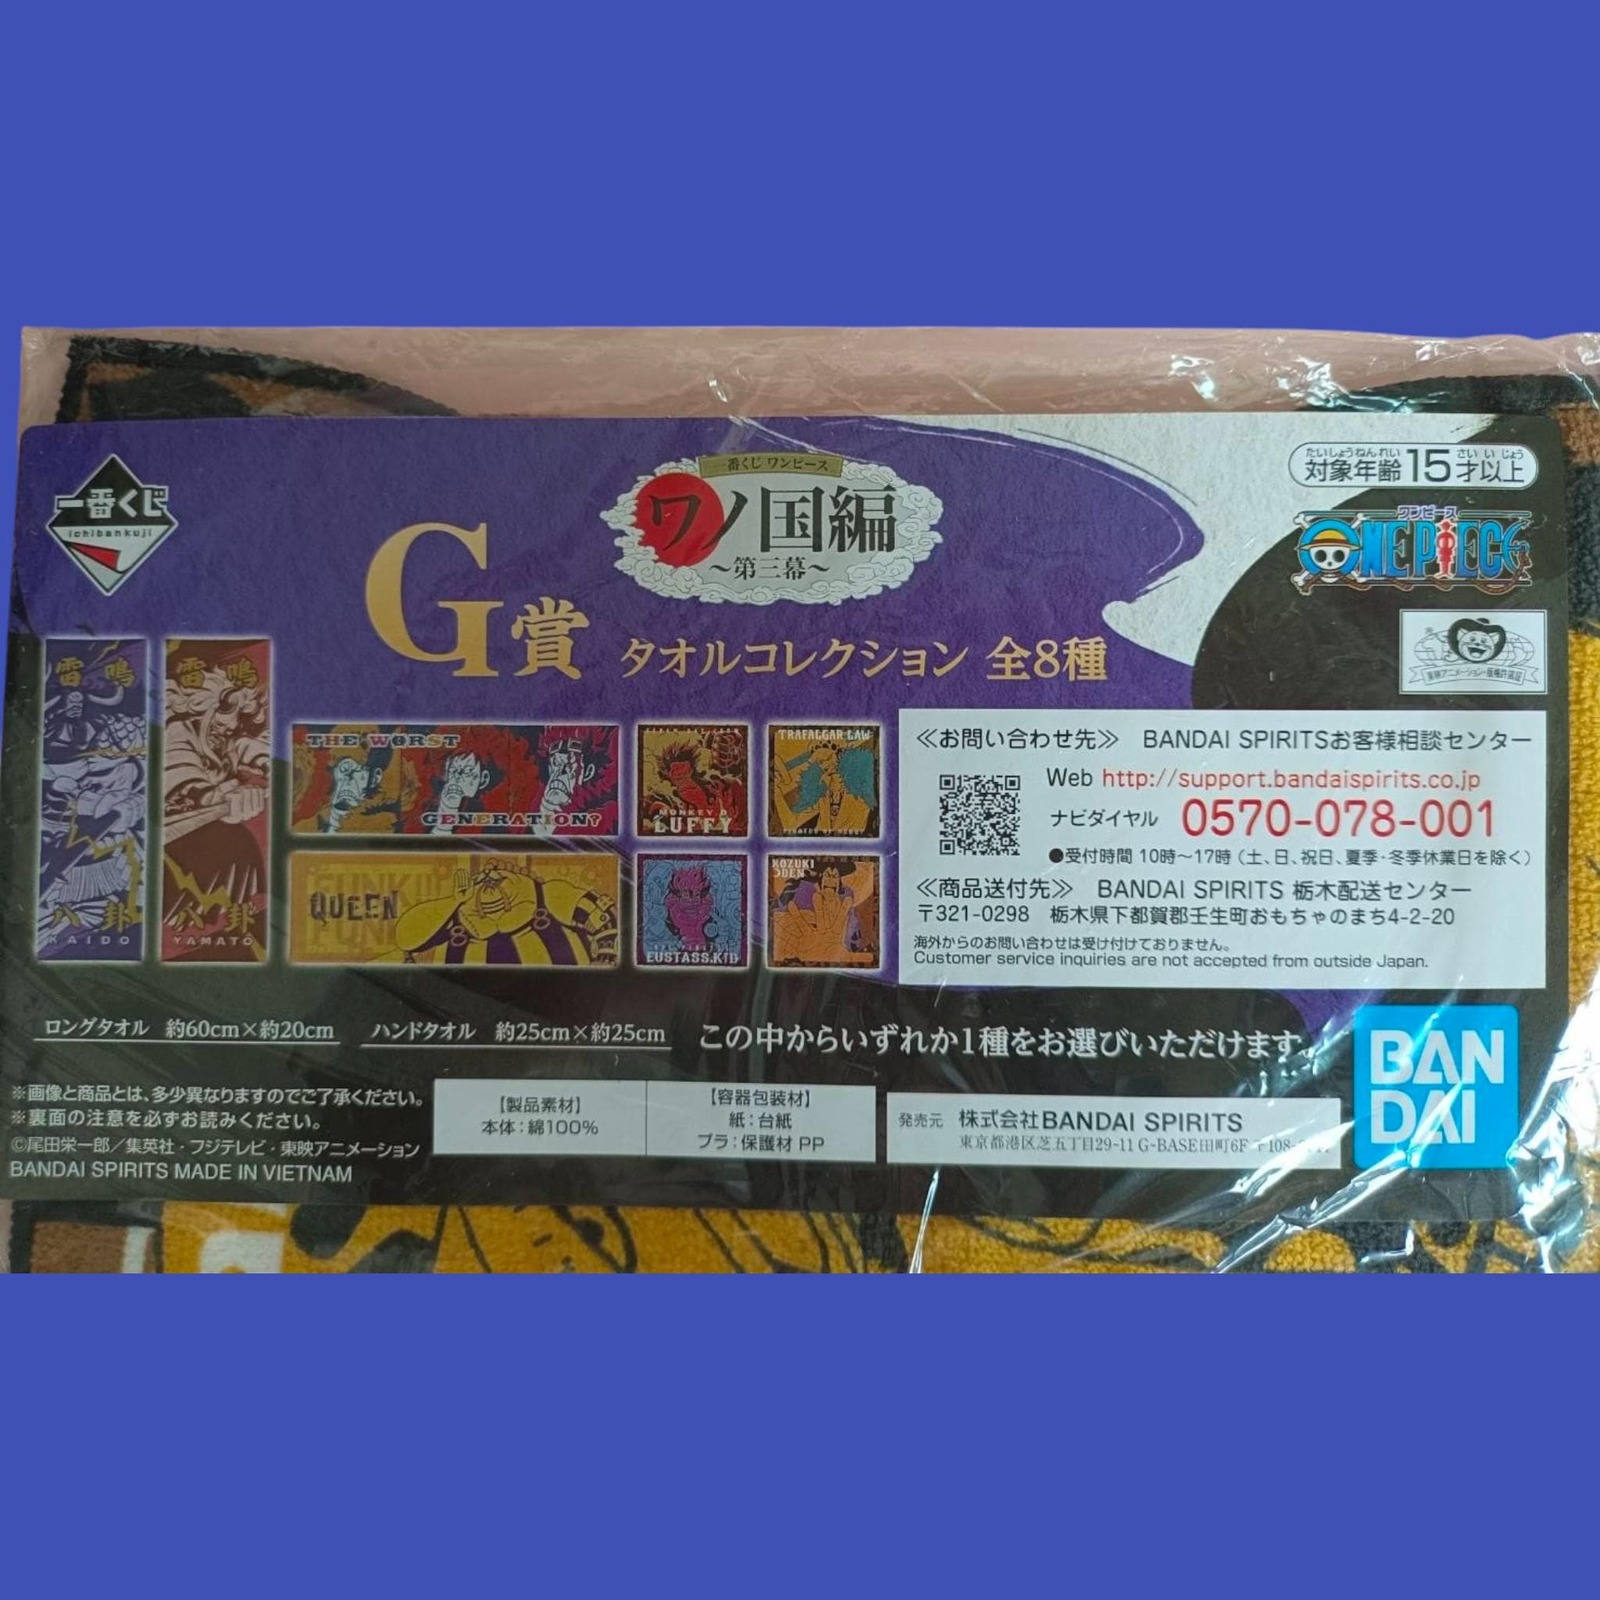 一番くじ
ichibankuji
一番くじ ワンピース
ワノ国編
～第三幕～
G賞
タオルコレクション 全8種
たいしょうねんれい さい いじょう
対象年齢15才以上
ワンピース
ONE PIECE
東映アニメーション・版権許諾証
雷鳴
八卦
KAIDO
雷鳴
八卦
YAMATO
THE WORST
GENERATION?
QUEEN
MONKEY D
LUFFY
TRAFALGAR LAW
PIRATES OF HEART
EUSTASS.KID
KOZUKI
ODEN
≪お問い合わせ先≫ BANDAI SPIRITSお客様相談センター
Web http://support.bandaispirits.co.jp
ナビダイヤル 0570-078-001
●受付時間 10時～17時（土、日、祝日、夏季・冬季休業日を除く）
≪商品送付先≫ BANDAI SPIRITS 栃木配送センター
〒321-0298 栃木県下都賀郡壬生町おもちゃのまち4-2-20
海外からのお問い合わせは受け付けておりません。
Customer service inquiries are not accepted from outside Japan.
ロングタオル 約60cm×約20cm ハンドタオル 約25cm×約25cm この中からいずれか1種をお選びいただけます。
※画像と商品とは、多少異なりますのでご了承ください。
※裏面の注意を必ずお読みください。
©尾田栄一郎／集英社・フジテレビ・東映アニメーション
BANDAI SPIRITS MADE IN VIETNAM
【製品素材】
本体：綿100%
【容器包装材】
紙：台紙
プラ：保護材 PP
発売元 株式会社BANDAI SPIRITS
東京都港区芝五丁目29-11 G-BASE田町6F 〒108-
BAN
DAI